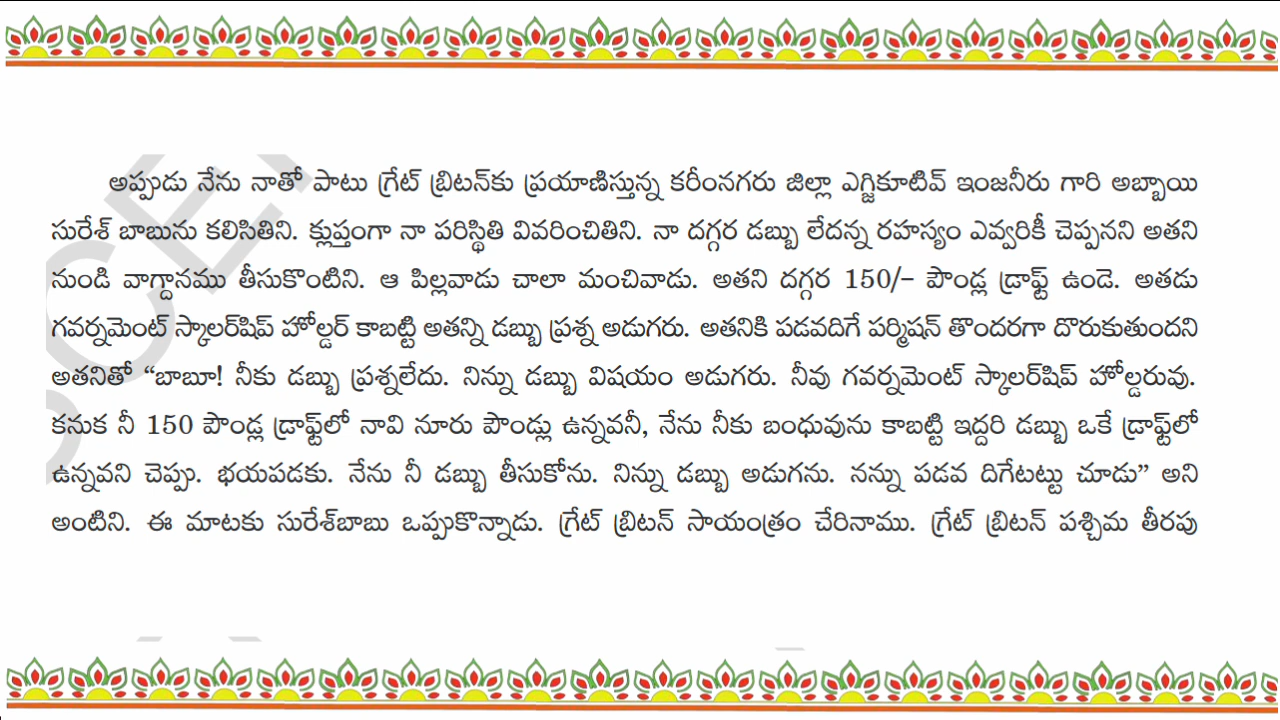 అప్పుడు నేను నాతో పాటు గ్రేట్ బ్రిటన్‌కు ప్రయాణిస్తున్న కరీంనగరు జిల్లా ఎగ్జికూటివ్ ఇంజనీరు గారి అబ్బాయి
సురేశ్ బాబును కలిసితిని. క్లుప్తంగా నా పరిస్థితి వివరించితిని. నా దగ్గర డబ్బు లేదన్న రహస్యం ఎవ్వరికీ చెప్పనని అతని
నుండి వాగ్దానము తీసుకొంటిని. ఆ పిల్లవాడు చాలా మంచివాడు. అతని దగ్గర 150/- పౌండ్ల డ్రాఫ్ట్ ఉండె. అతడు
గవర్నమెంట్ స్కాలర్‌షిప్ హోల్డర్ కాబట్టి అతన్ని డబ్బు ప్రశ్న అడుగరు. అతనికి పడవదిగే పర్మిషన్ తొందరగా దొరుకుతుందని
అతనితో “బాబూ! నీకు డబ్బు ప్రశ్నలేదు. నిన్ను డబ్బు విషయం అడుగరు. నీవు గవర్నమెంట్ స్కాలర్‌షిప్ హోల్డరువు.
కనుక నీ 150 పౌండ్ల డ్రాఫ్ట్‌లో నావి నూరు పౌండ్లు ఉన్నవనీ, నేను నీకు బంధువును కాబట్టి ఇద్దరి డబ్బు ఒకే డ్రాఫ్ట్‌లో
ఉన్నవని చెప్పు. భయపడకు. నేను నీ డబ్బు తీసుకోను. నిన్ను డబ్బు అడుగను. నన్ను పడవ దిగేటట్టు చూడు” అని
అంటిని. ఈ మాటకు సురేశ్‌బాబు ఒప్పుకొన్నాడు. గ్రేట్ బ్రిటన్ సాయంత్రం చేరినాము. గ్రేట్ బ్రిటన్ పశ్చిమ తీరపు